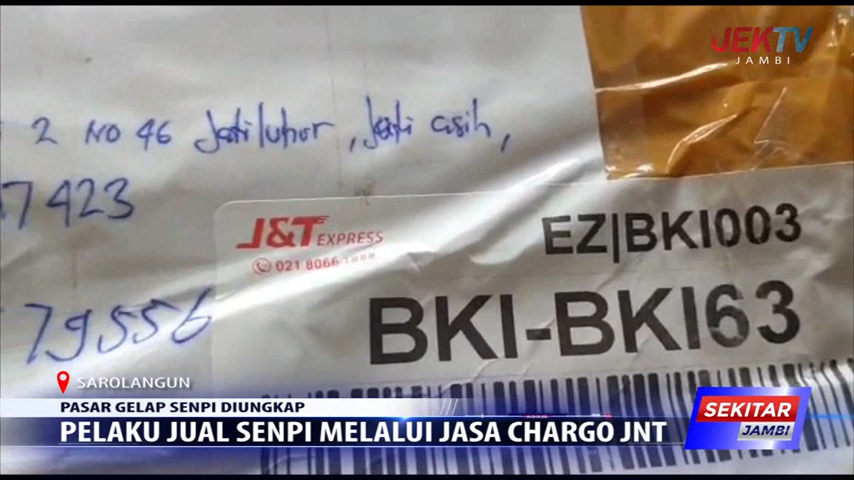 JEKTV
JAMBI
2 NO 46 Jatiluhur, Jati asih,
7423
J&T EXPRESS
021 8066
EZ|BKI003
79556
BKI-BKI63
SAROLANGUN
PASAR GELAP SENPI DIUNGKAP
PELAKU JUAL SENPI MELALUI JASA CHARGO JNT
SEKITAR
JAMBI